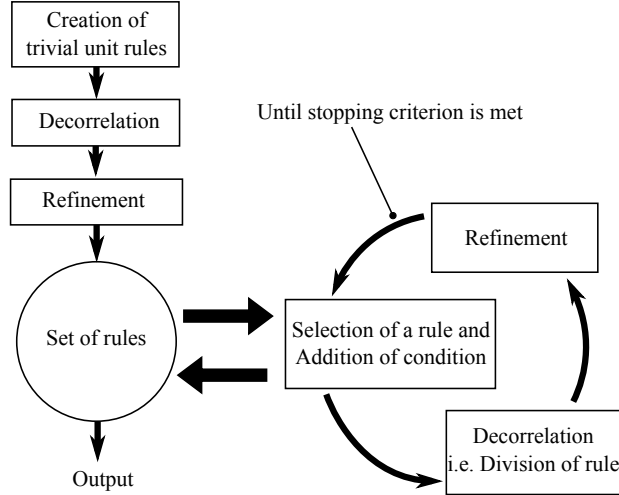 Creation of
trivial unit rules
Decorrelation
Refinement
Set of rules
Output
Until stopping criterion is met
Refinement
Selection of a rule and
Addition of condition
Decorrelation
i.e. Division of rule